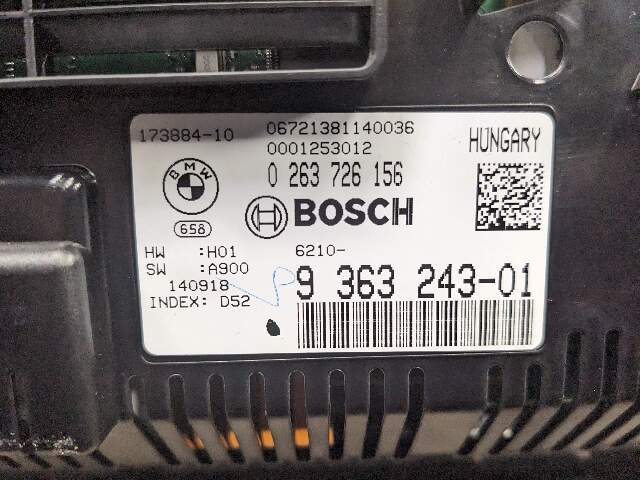 173884-10 06721381140036 HUNGARY
0001253012
0 263 726 156
BMW
658
BOSCH
HW :H01 6210-
SW :A900
140918 9 363 243-01
INDEX: D52